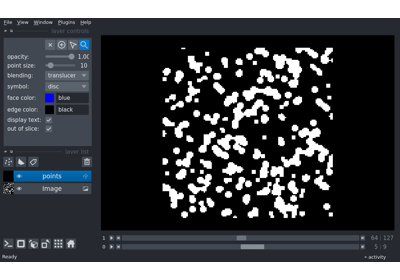 File View Window Plugins Help
layer controls
opacity: 1.00
point size: 10
blending: translucer
symbol: disc
face color: blue
edge color: black
display text:
out of slice:
layer list
points
Image
1 64 127
0 5 9
Ready activity